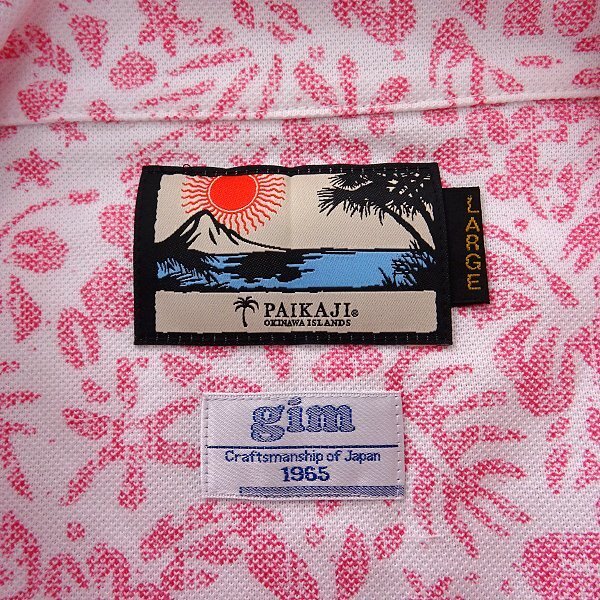 PAIKAJI®
OKINAWA ISLANDS
LARGE
gim
Craftsmanship of Japan
1965